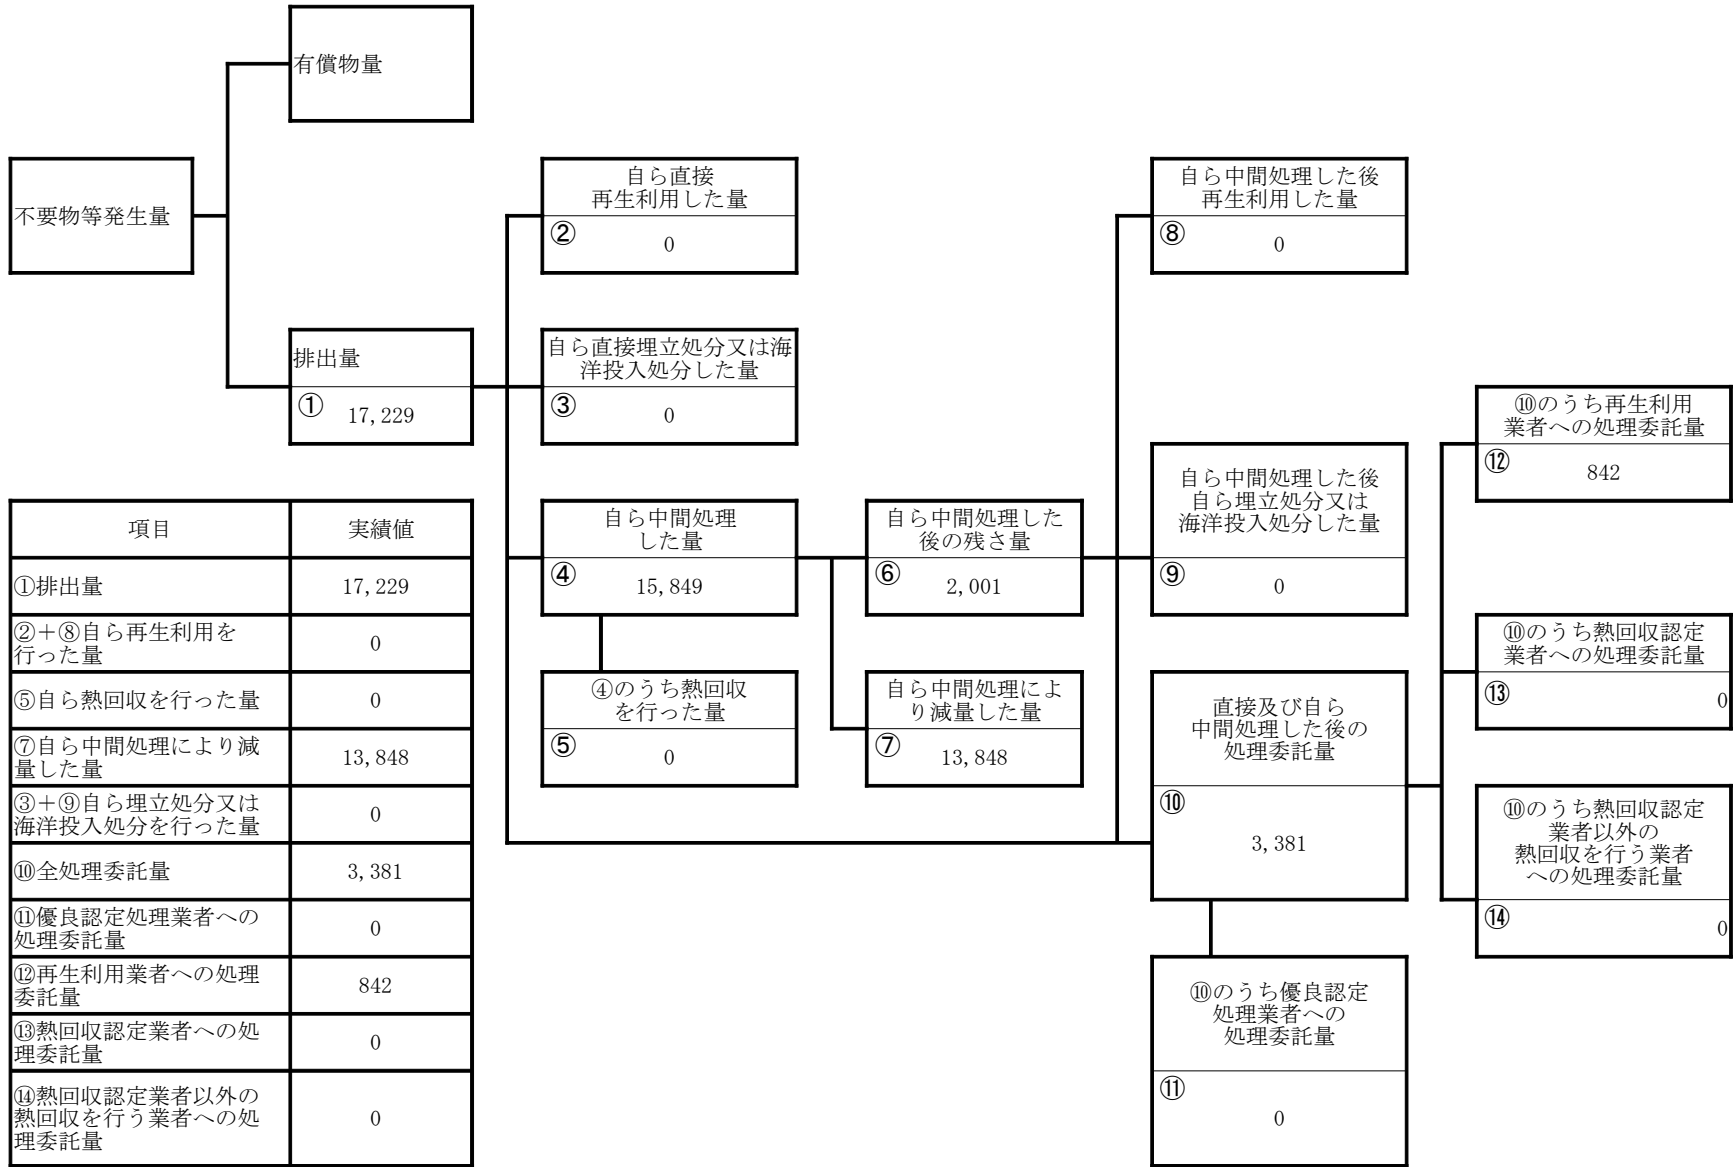 有償物量
不要物等発生量
自ら直接
再生利用した量
②
0
自ら中間処理した後
再生利用した量
⑧
0
排出量
①
17,229
自ら直接埋立処分又は海
洋投入処分した量
③
0
⑩のうち再生利用
業者への処理委託量
⑫
842
自ら中間処理
した量
④
15,849
自ら中間処理した
後の残さ量
⑥
2,001
自ら中間処理した後
自ら埋立処分又は
海洋投入処分した量
⑨
0
⑩のうち熱回収認定
業者への処理委託量
⑬
0
④のうち熱回収
を行った量
⑤
0
自ら中間処理によ
り減量した量
⑦
13,848
直接及び自ら
中間処理した後の
処理委託量
⑩
3,381
⑩のうち熱回収認定
業者以外の
熱回収を行う業者
への処理委託量
⑭
0
⑩のうち優良認定
処理業者への
処理委託量
⑪
0
項目 実績値
①排出量 17,229
②+⑧自ら再生利用を
行った量 0
⑤自ら熱回収を行った量 0
⑦自ら中間処理により減
量した量 13,848
③+⑨自ら埋立処分又は
海洋投入処分を行った量 0
⑩全処理委託量 3,381
⑪優良認定処理業者への
処理委託量 0
⑫再生利用業者への処理
委託量 842
⑬熱回収認定業者への処
理委託量 0
⑭熱回収認定業者以外の
熱回収を行う業者への処
理委託量 0